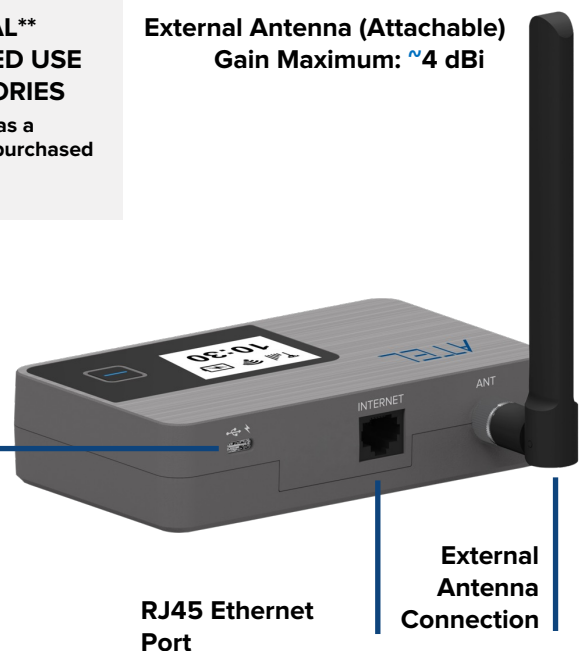 AL**
ED USE
ORIES
as a
purchased
External Antenna (Attachable)
Gain Maximum: ~4 dBi
10:30
ATEL
ANT
INTERNET
External
Antenna
Connection
RJ45 Ethernet
Port